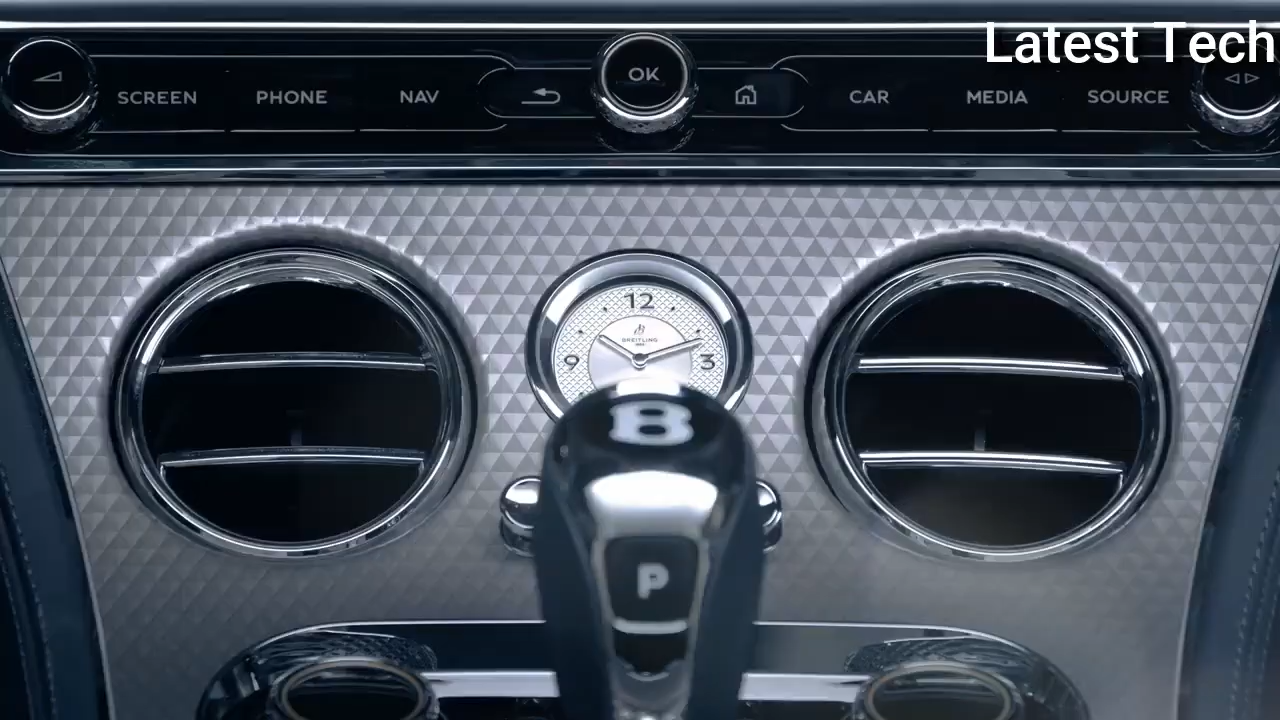 Latest Tech
SCREEN PHONE NAV OK CAR MEDIA SOURCE
12
BREITLING
9 3
B
P